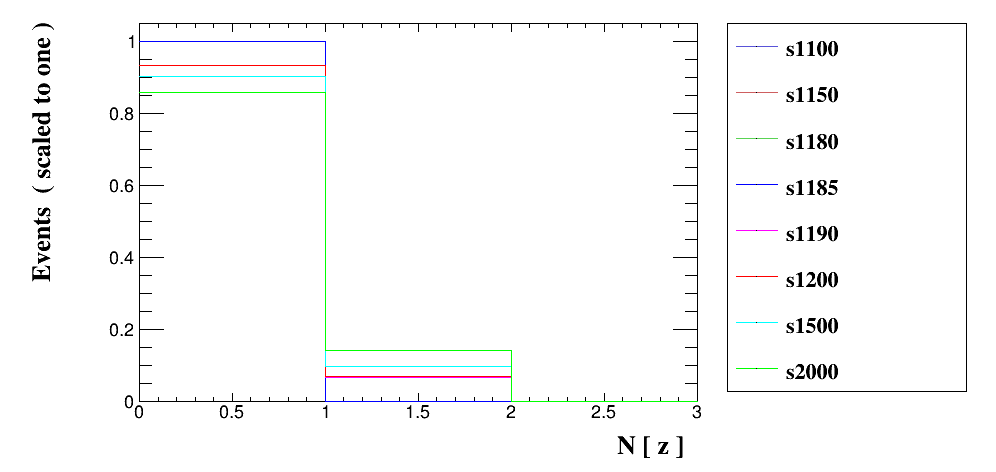 Events ( scaled to one )
1
0.8
0.6
0.4
0.2
0
0 0.5 1 1.5 2 2.5 3
N [ z ]
s1100
s1150
s1180
s1185
s1190
s1200
s1500
s2000